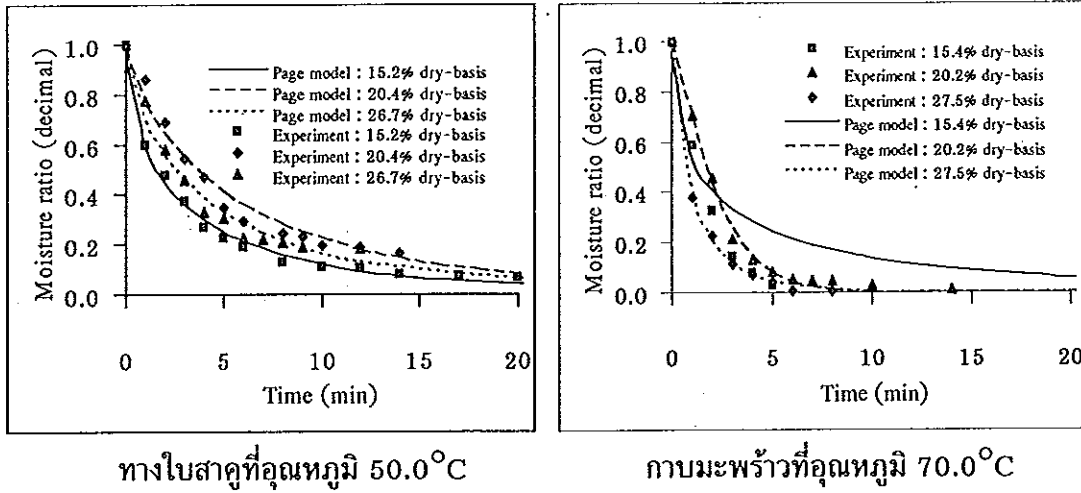 Moisture ratio (decimal)
1.0
0.8
0.6
0.4
0.2
0.0
Page model : 15.2% dry-basis
Page model : 20.4% dry-basis
Page model : 26.7% dry-basis
Experiment : 15.2% dry-basis
Experiment : 20.4% dry-basis
Experiment : 26.7% dry-basis
0 5 10 15 20
Time (min)
ทางใบสาคูที่อุณหภูมิ 50.0°C
Moisture ratio (decimal)
1.0
0.8
0.6
0.4
0.2
0.0
Experiment : 15.4% dry-basis
Experiment : 20.2% dry-basis
Experiment : 27.5% dry-basis
Page model : 15.4% dry-basis
Page model : 20.2% dry-basis
Page model : 27.5% dry-basis
0 5 10 15 20
Time (min)
กาบมะพร้าวที่อุณหภูมิ 70.0°C